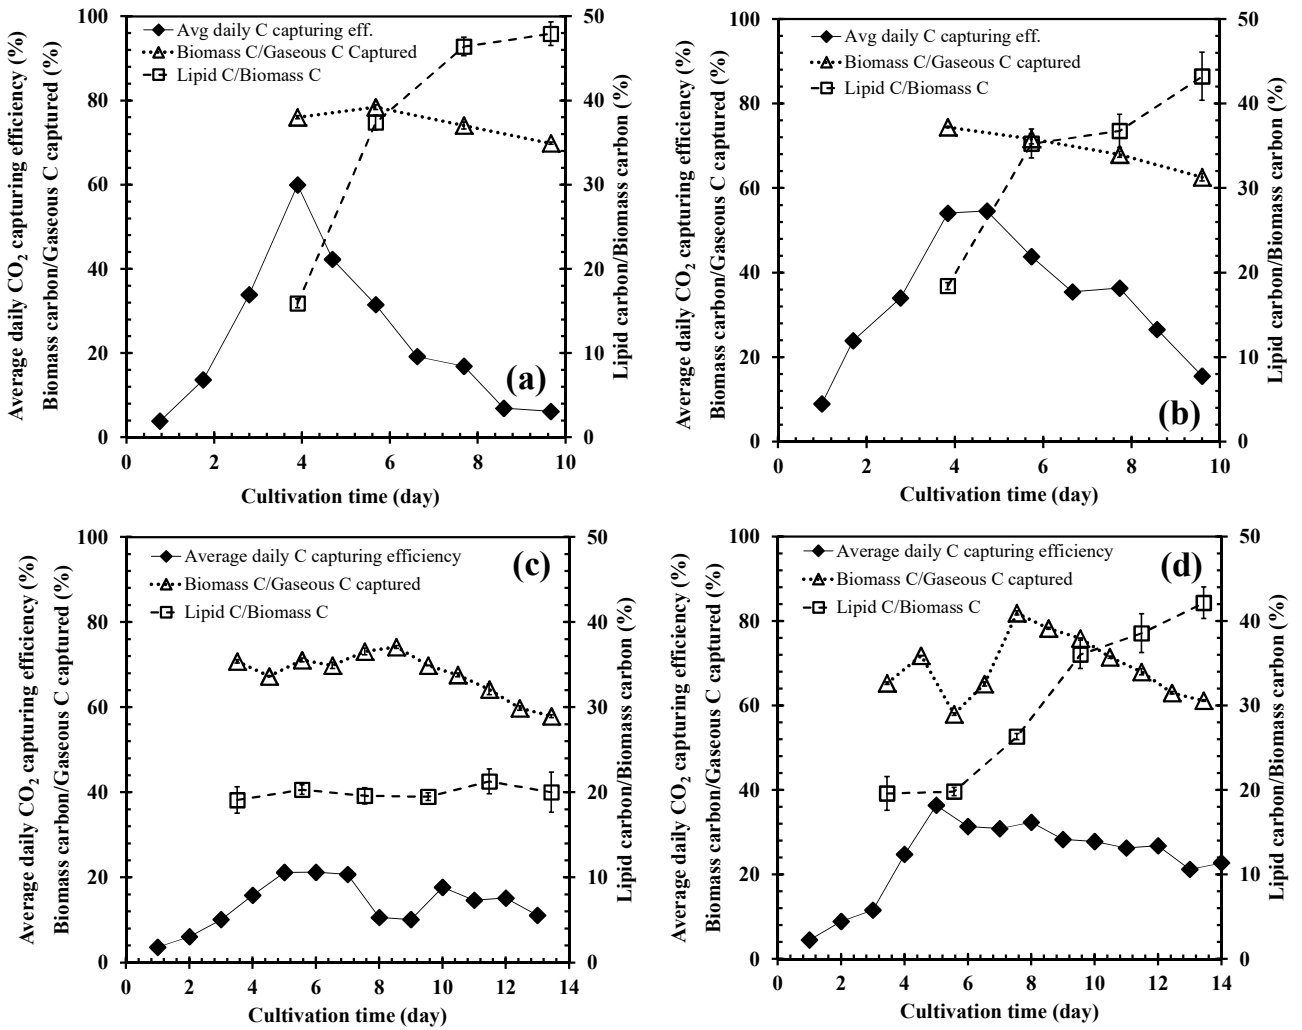 Average daily CO2 capturing efficiency (%)
Biomass carbon/Gaseous C captured (%)
100
80
60
40
20
0
Avg daily C capturing eff.
Biomass C/Gaseous C Captured
Lipid C/Biomass C
(a)
50
40
30
20
10
0
Lipid carbon/Biomass carbon (%)
0 2 4 6 8 10
Cultivation time (day)
Average daily CO2 capturing efficiency (%)
Biomass carbon/Gaseous C captured (%)
100
80
60
40
20
0
Avg daily C capturing eff.
Biomass C/Gaseous C captured
Lipid C/Biomass C
(b)
50
40
30
20
10
0
Lipid carbon/Biomass carbon (%)
0 2 4 6 8 10
Cultivation time (day)
Average daily CO2 capturing efficiency (%)
Biomass carbon/Gaseous C captured (%)
100
80
60
40
20
0
Average daily C capturing efficiency
Biomass C/Gaseous C captured
Lipid C/Biomass C
(c)
50
40
30
20
10
0
Lipid carbon/Biomass carbon (%)
0 2 4 6 8 10 12 14
Cultivation time (day)
Average daily CO2 capturing efficiency (%)
Biomass carbon/Gaseous C captured (%)
100
80
60
40
20
0
Average daily C capturing efficiency
Biomass C/Gaseous C captured
Lipid C/Biomass C
(d)
50
40
30
20
10
0
Lipid carbon/Biomass carbon (%)
0 2 4 6 8 10 12 14
Cultivation time (day)